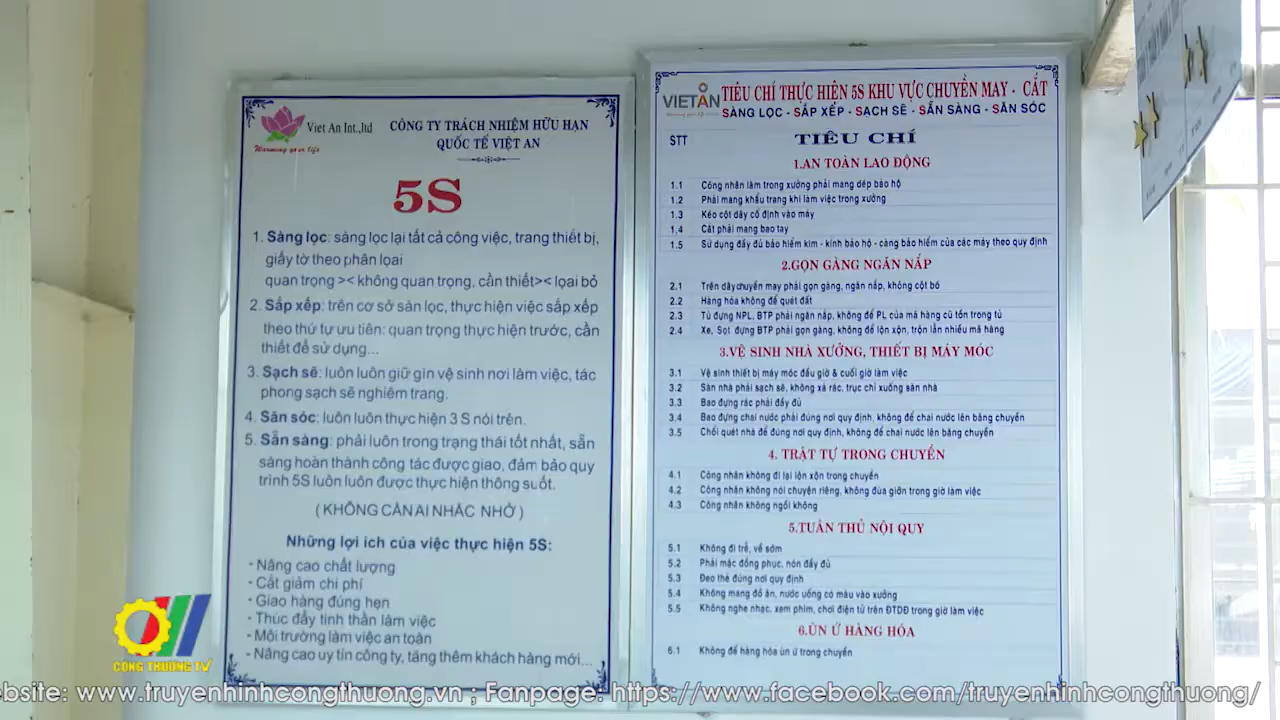 Viet An Int.,ltd
Warming your life
CÔNG TY TRÁCH NHIỆM HỮU HẠN
QUỐC TẾ VIỆT AN
5S
1. Sàng lọc: sàng lọc lại tất cả công việc, trang thiết bị,
giấy tờ theo phân lọai
quan trọng >< không quan trọng, cần thiết>< lọai bỏ
2. Sắp xếp: trên cơ sở sàn lọc, thực hiện việc sắp xếp
theo thứ tự ưu tiên: quan trọng thực hiện trước, cần
thiết để sử dụng...
3. Sạch sẽ: luôn luôn giữ gìn vệ sinh nơi làm việc, tác
phong sạch sẽ nghiêm trang.
4. Săn sóc: luôn luôn thực hiện 3 S nói trên.
5. Sẵn sàng: phải luôn trong trạng thái tốt nhất, sẵn
sàng hoàn thành công tác được giao, đảm bảo quy
trình 5S luôn luôn được thực hiện thông suốt.
( KHÔNG CẦN AI NHẮC NHỞ )
Những lợi ích của việc thực hiện 5S:
- Nâng cao chất lượng
- Cắt giảm chi phí
- Giao hàng đúng hẹn
- Thúc đẩy tinh thần làm việc
- Môi trường làm việc an toàn
- Nâng cao uy tín công ty, tăng thêm khách hàng mới...
VIETAN
TIÊU CHÍ THỰC HIỆN 5S KHU VỰC CHUYỀN MAY - CẮT
SÀNG LỌC - SẮP XẾP - SẠCH SẼ - SẴN SÀNG - SĂN SÓC
STT TIÊU CHÍ
1.AN TOÀN LAO ĐỘNG
1.1 Công nhân làm trong xưởng phải mang dép bảo hộ
1.2 Phải mang khẩu trang khi làm việc trong xưởng
1.3 Kéo cột dây cố định vào máy
1.4 Cắt phải mang bao tay
1.5 Sử dụng đầy đủ bảo hiểm kim - kính bảo hộ - càng bảo hiểm của các máy theo quy định
2.GỌN GÀNG NGĂN NẮP
2.1 Trên dây chuyền may phải gọn gàng, ngăn nắp, không cột bó
2.2 Hàng hóa không để quét đất
2.3 Tủ đựng NPL, BTP phải ngăn nắp, không để PL của mã hàng cũ tồn trong tủ
2.4 Xe, Sọt đựng BTP phải gọn gàng, không để lộn xộn, trộn lẫn nhiều mã hàng
3.VỆ SINH NHÀ XƯỞNG, THIẾT BỊ MÁY MÓC
3.1 Vệ sinh thiết bị máy móc đầu giờ & cuối giờ làm việc
3.2 Sàn nhà phải sạch sẽ, không xả rác, trục chỉ xuống sàn nhà
3.3 Bao đựng rác phải đầy đủ
3.4 Bao đựng chai nước phải đúng nơi quy định, không để chai nước lên băng chuyền
3.5 Chổi quét nhà để đúng nơi quy định, không để chai nước lên băng chuyền
4. TRẬT TỰ TRONG CHUYỀN
4.1 Công nhân không đi lại lộn xộn trong chuyền
4.2 Công nhân không nói chuyện riêng, không đùa giỡn trong giờ làm việc
4.3 Công nhân không ngồi không
5.TUÂN THỦ NỘI QUY
5.1 Không đi trễ, về sớm
5.2 Phải mặc đồng phục, nón đầy đủ
5.3 Đeo thẻ đúng nơi quy định
5.4 Không mang đồ ăn, nước uống có màu vào xưởng
5.5 Không nghe nhạc, xem phim, chơi điện tử trên ĐTDĐ trong giờ làm việc
6.ÙN Ứ HÀNG HÓA
6.1 Không để hàng hóa ùn ứ trong chuyền
CÔNG THƯƠNG TV
ebsite: www.truyenhinhcongthuong.vn ; Fanpage: https://www.facebook.com/truyenhinhcongthuong/